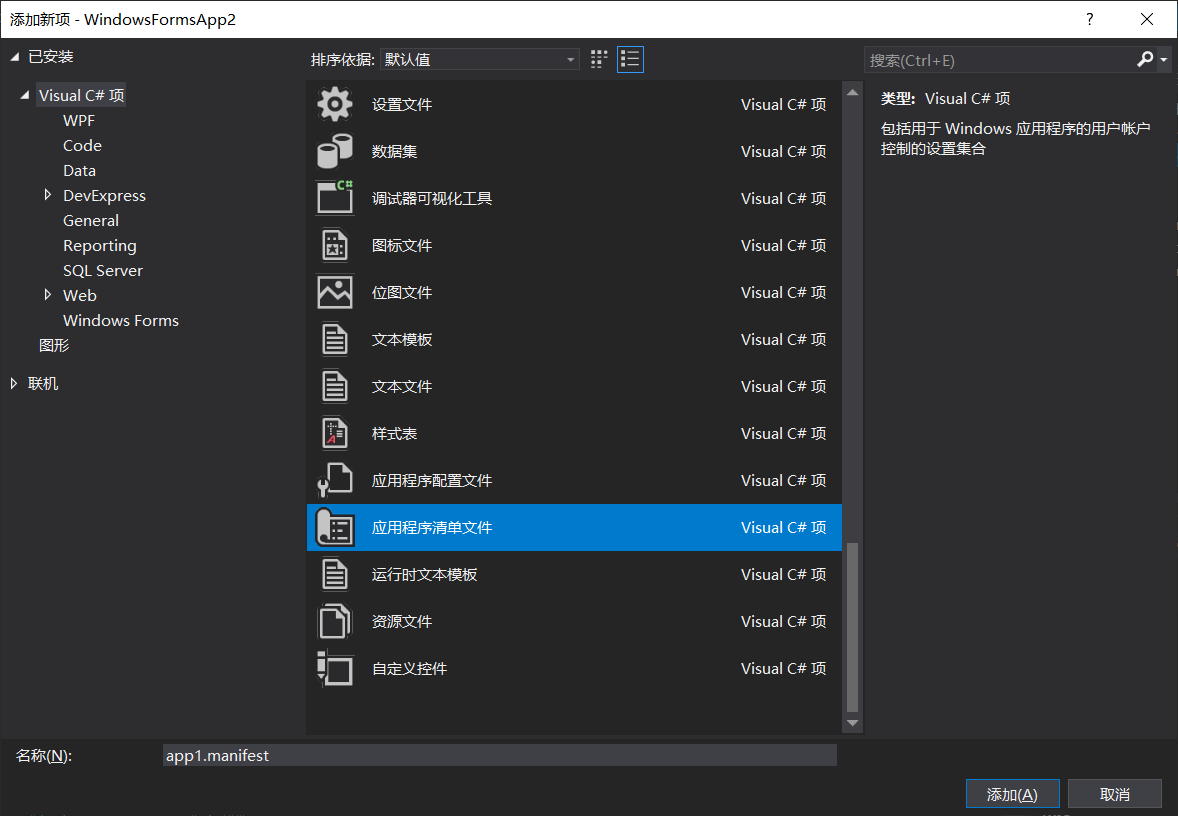 添加新项 - WindowsFormsApp2
?
已安装
Visual C# 项
WPF
Code
Data
DevExpress
General
Reporting
SQL Server
Web
Windows Forms
图形
联机
排序依据: 默认值
设置文件 Visual C# 项
数据集 Visual C# 项
C#
调试器可视化工具 Visual C# 项
图标文件 Visual C# 项
位图文件 Visual C# 项
文本模板 Visual C# 项
文本文件 Visual C# 项
样式表 Visual C# 项
应用程序配置文件 Visual C# 项
应用程序清单文件 Visual C# 项
运行时文本模板 Visual C# 项
资源文件 Visual C# 项
自定义控件 Visual C# 项
搜索(Ctrl+E)
类型: Visual C# 项
包括用于 Windows 应用程序的用户帐户
控制的设置集合
名称(N): app1.manifest
添加(A) 取消